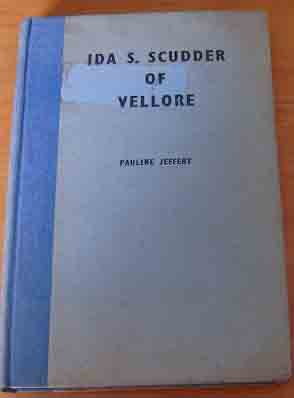 IDA S. SCUDDER
OF
VELLORE
PAULINE JEFFERY